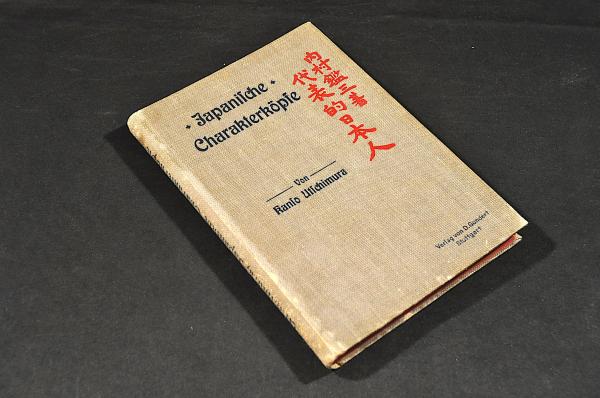 Japanische
Charakterköpfe
Von
Kanso Utschimura
内村鑑三著
代表的日本人
Verlag von D. Gundert
Stuttgart